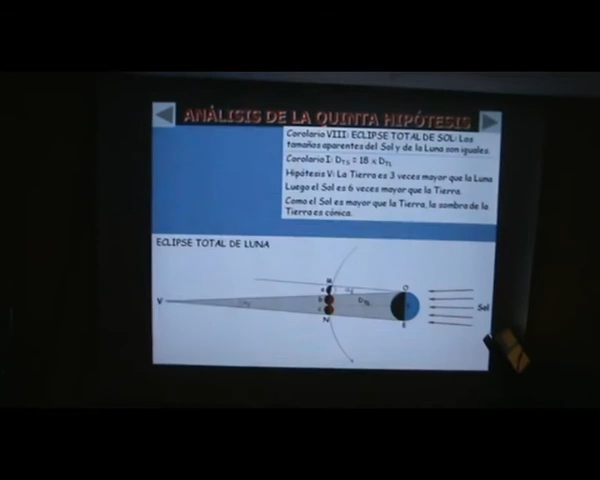 ANÁLISIS DE LA QUINTA HIPÓTESIS
Corolario VIII: ECLIPSE TOTAL DE SOL: Los
tamaños aparentes del Sol y de la Luna son iguales.
Corolario I: DTS = 18 x DTL
Hipótesis V: La Tierra es 3 veces mayor que la Luna
Luego el Sol es 6 veces mayor que la Tierra.
Como el Sol es mayor que la Tierra, la sombra de la
Tierra es cónica.
ECLIPSE TOTAL DE LUNA
M
O
V
DTL
Sol
N
E